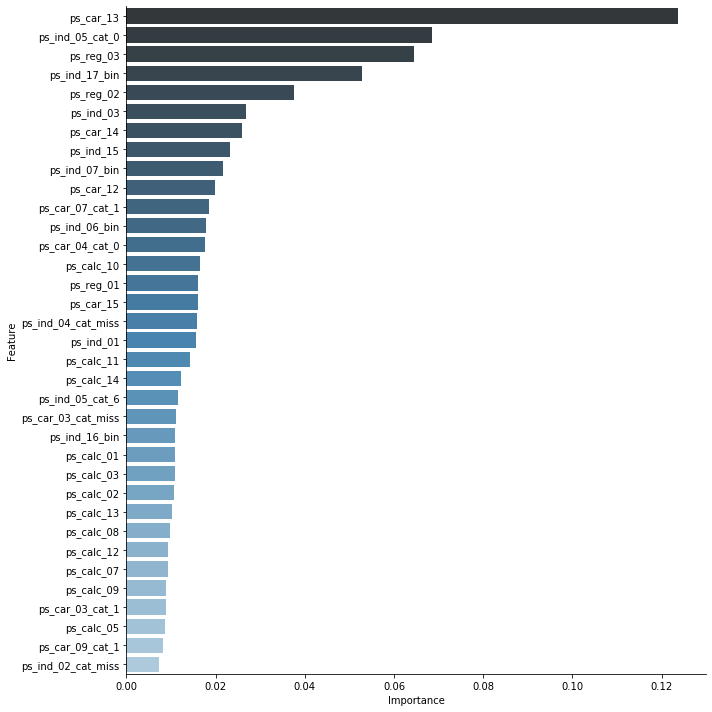 ps_car_13
ps_ind_05_cat_0
ps_reg_03
ps_ind_17_bin
ps_reg_02
ps_ind_03
ps_car_14
ps_ind_15
ps_ind_07_bin
ps_car_12
ps_car_07_cat_1
ps_ind_06_bin
ps_car_04_cat_0
ps_calc_10
ps_reg_01
ps_car_15
ps_ind_04_cat_miss
ps_ind_01
ps_calc_11
ps_calc_14
ps_ind_05_cat_6
ps_car_03_cat_miss
ps_ind_16_bin
ps_calc_01
ps_calc_03
ps_calc_02
ps_calc_13
ps_calc_08
ps_calc_12
ps_calc_07
ps_calc_09
ps_car_03_cat_1
ps_calc_05
ps_car_09_cat_1
ps_ind_02_cat_miss
Feature
0.00 0.02 0.04 0.06 0.08 0.10 0.12
Importance